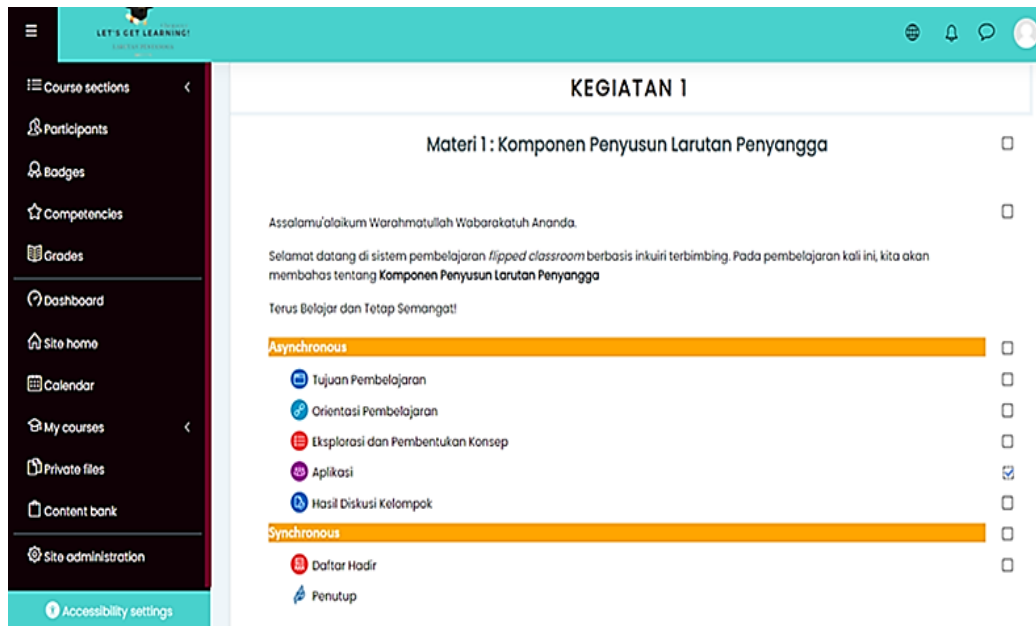 LET'S GET LEARNING!
Course sections
Participants
Badges
Competencies
Grades
Dashboard
Site home
Calendar
My courses
Private files
Content bank
Site administration
Accessibility settings
KEGIATAN 1
Materi 1 : Komponen Penyusun Larutan Penyangga
Assalamu'alaikum Warahmatullah Wabarakatuh Ananda.
Selamat datang di sistem pembelajaran flipped classroom berbasis inkuiri terbimbing. Pada pembelajaran kali ini, kita akan
membahas tentang Komponen Penyusun Larutan Penyangga
Terus Belajar dan Tetap Semangat!
Asynchronous
Tujuan Pembelajaran
Orientasi Pembelajaran
Eksplorasi dan Pembentukan Konsep
Aplikasi
Hasil Diskusi Kelompok
Synchronous
Daftar Hadir
Penutup